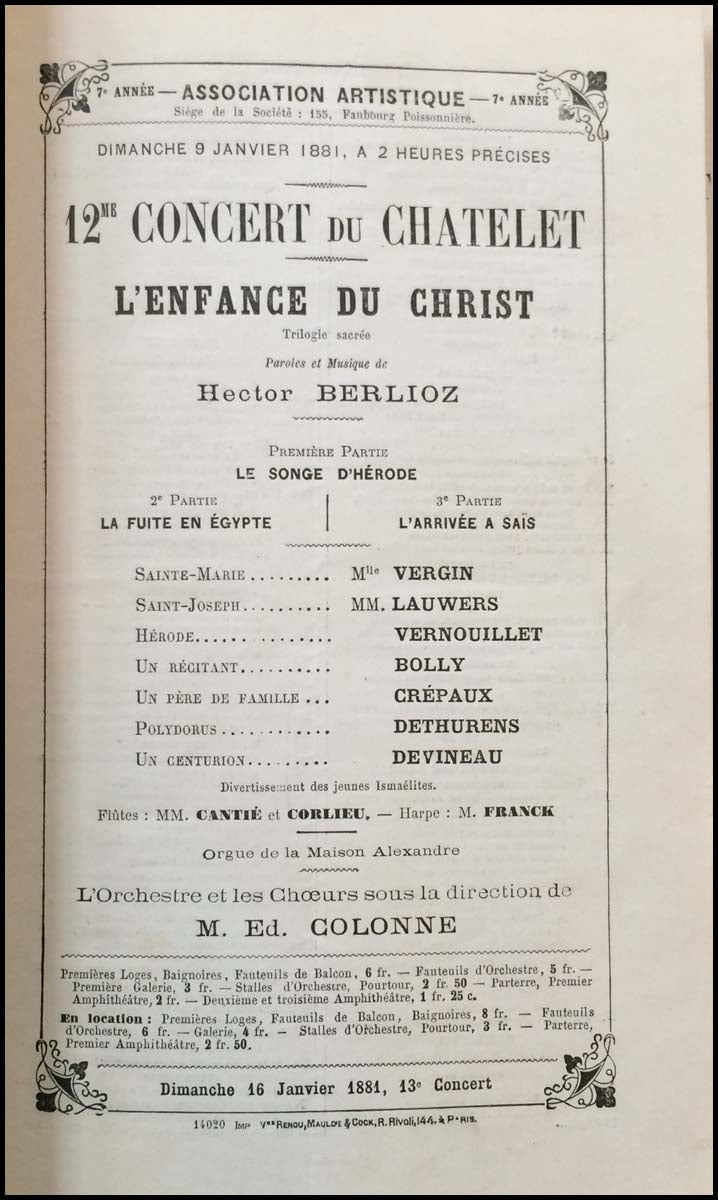 7e ANNÉE — ASSOCIATION ARTISTIQUE — 7e ANNÉE
Siége de la Société : 155, Faubourg Poissonnière.
DIMANCHE 9 JANVIER 1881, A 2 HEURES PRÉCISES
12ME CONCERT DU CHATELET
L'ENFANCE DU CHRIST
Trilogie sacrée
Paroles et Musique de
Hector BERLIOZ
PREMIÈRE PARTIE
LE SONGE D'HÉRODE
2e PARTIE
LA FUITE EN ÉGYPTE
3e PARTIE
L'ARRIVÉE A SAÏS
SAINTE-MARIE ......... Mlle VERGIN
SAINT-JOSEPH.......... MM. LAUWERS
HÉRODE...... ............. VERNOUILLET
UN RÉCITANT.......... BOLLY
UN PÈRE DE FAMILLE ... CRÉPAUX
POLYDORUS ............ DETHURENS
UN CENTURION......... DEVINEAU
Divertissement des jeunes Ismaélites.
Flûtes : MM. CANTIÉ et CORLIEU, — Harpe : M. FRANCK
Orgue de la Maison Alexandre
L'Orchestre et les Chœurs sous la direction de
M. Ed. COLONNE
Premières Loges, Baignoires, Fauteuils de Balcon, 6 fr. — Fauteuils d'Orchestre, 5 fr. —
Première Galerie, 3 fr. — Stalles d'Orchestre, Pourtour, 2 fr. 50 — Parterre, Premier
Amphithéâtre, 2 fr. — Deuxième et troisième Amphithéâtre, 1 fr. 25 c.
En location : Premières Loges, Fauteuils de Balcon, Baignoires, 8 fr. — Fauteuils
d'Orchestre, 6 fr. — Galerie, 4 fr. — Stalles d'Orchestre, Pourtour, 3 fr. — Parterre,
Premier Amphithéâtre, 2 fr. 50.
Dimanche 16 Janvier 1881, 13e Concert
14020 IMP Vves RENOU, MAULDE & COCK, R. Rivoli, 144. à PARIS.